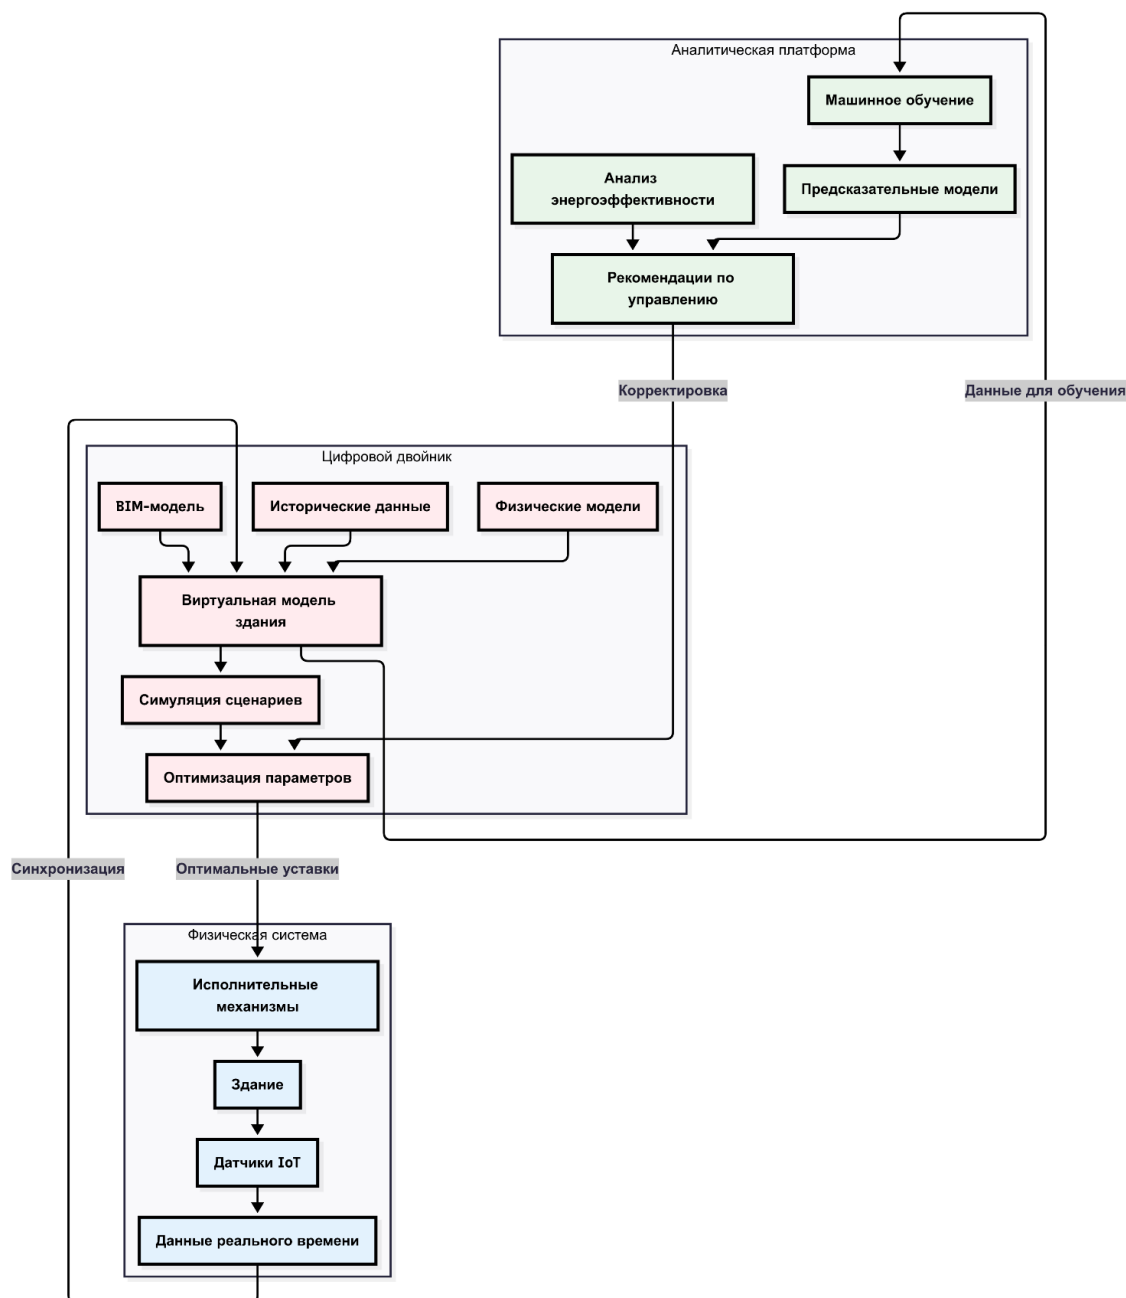 Аналитическая платформа
Машинное обучение
Анализ
энергоэффективности
Предсказательные модели
Рекомендации по
управлению
Корректировка
Данные для обучения
Цифровой двойник
BIM-модель
Исторические данные
Физические модели
Виртуальная модель
здания
Симуляция сценариев
Оптимизация параметров
Синхронизация
Оптимальные уставки
Физическая система
Исполнительные
механизмы
Здание
Датчики IoT
Данные реального времени